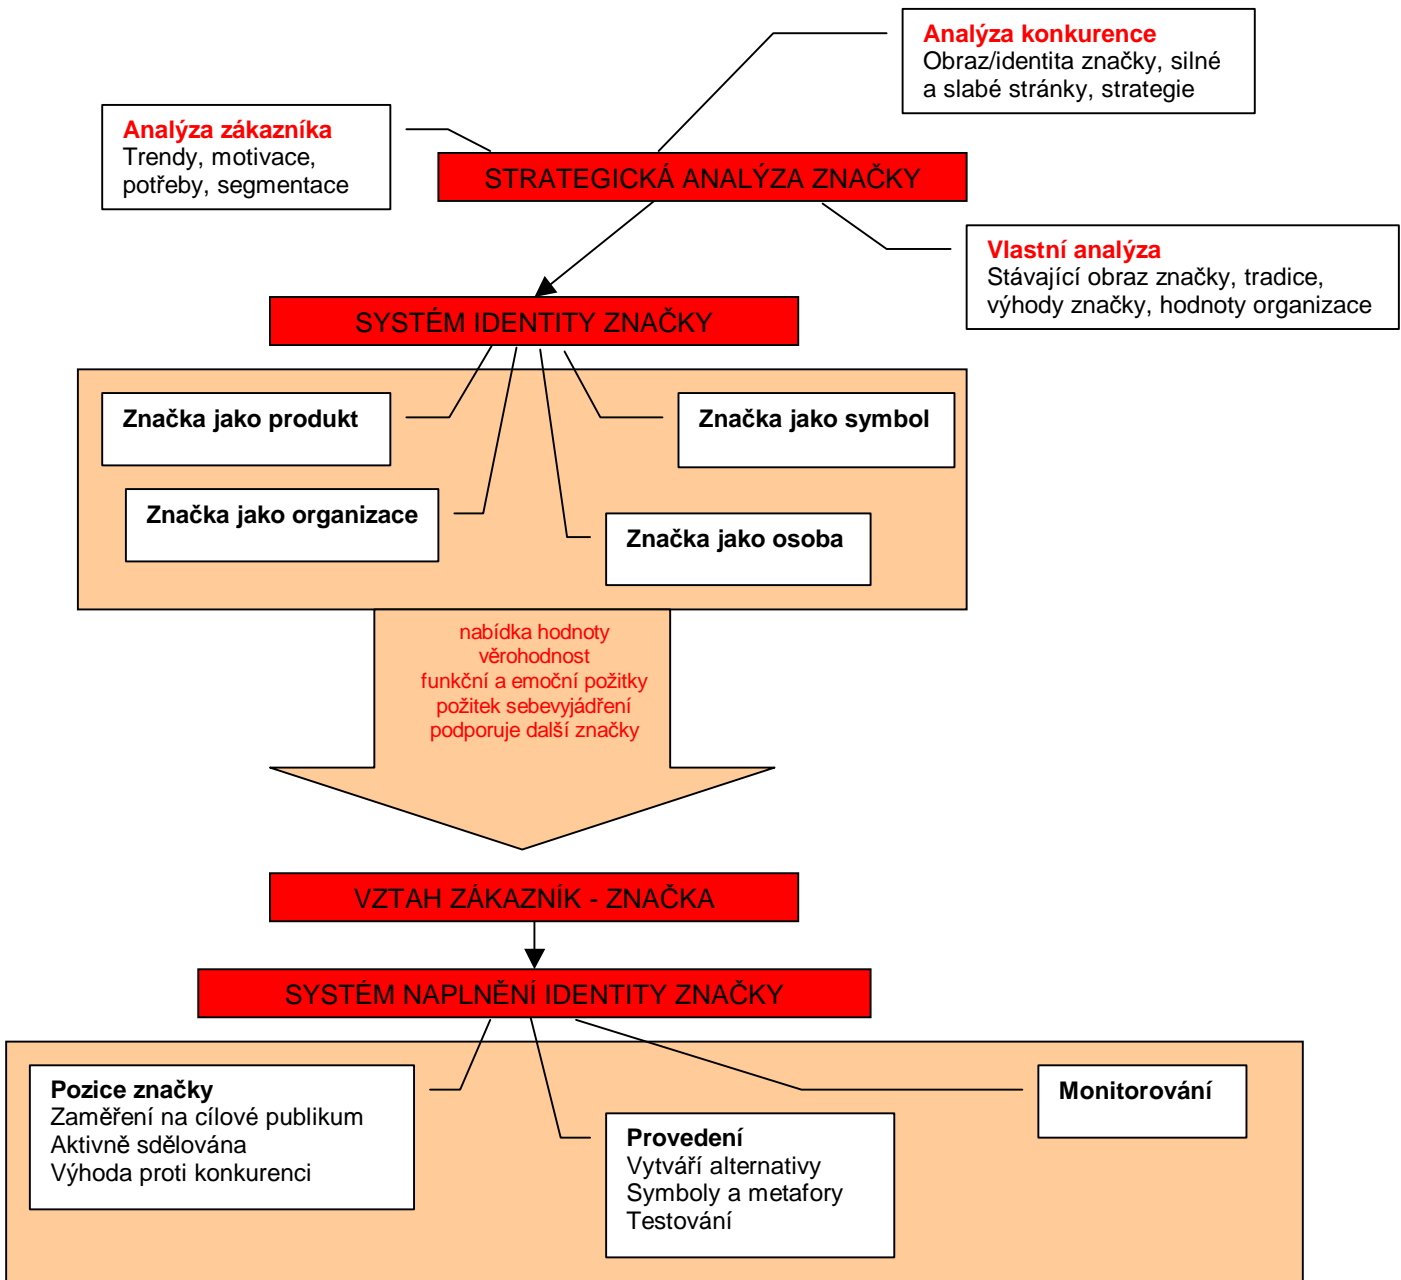 Analýza konkurence
Obraz/identita značky, silné
a slabé stránky, strategie
Analýza zákazníka
Trendy, motivace,
potřeby, segmentace
STRATEGICKÁ ANALÝZA ZNAČKY
Vlastní analýza
Stávající obraz značky, tradice,
výhody značky, hodnoty organizace
SYSTÉM IDENTITY ZNAČKY
Značka jako produkt
Značka jako symbol
Značka jako organizace
Značka jako osoba
nabídka hodnoty
věrohodnost
funkční a emoční požitky
požitek sebevyjádření
podporuje další značky
VZTAH ZÁKAZNÍK - ZNAČKA
SYSTÉM NAPLNĚNÍ IDENTITY ZNAČKY
Pozice značky
Zaměření na cílové publikum
Aktivně sdělována
Výhoda proti konkurenci
Provedení
Vytváří alternativy
Symboly a metafory
Testování
Monitorování